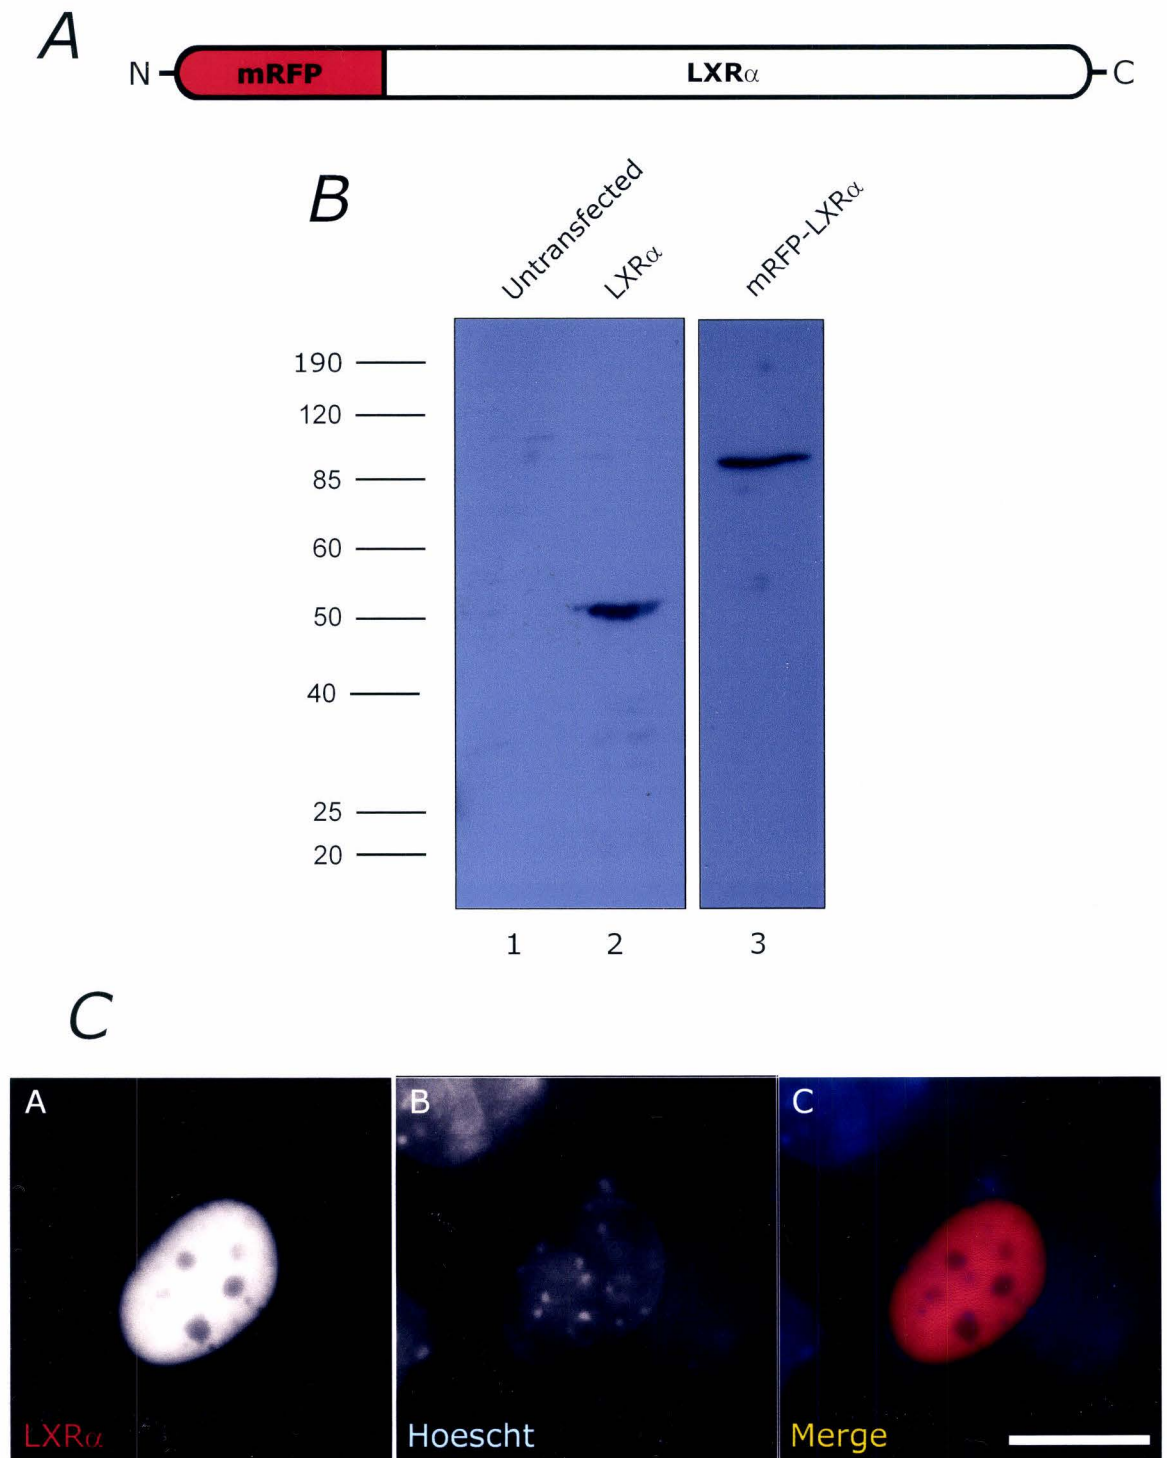 A
N mRFP LXRα C
B
Untransfected
LXRα
mRFP-LXRα
190
120
85
60
50
40
25
20
1 2 3
C
A B C
LXRα Hoescht Merge